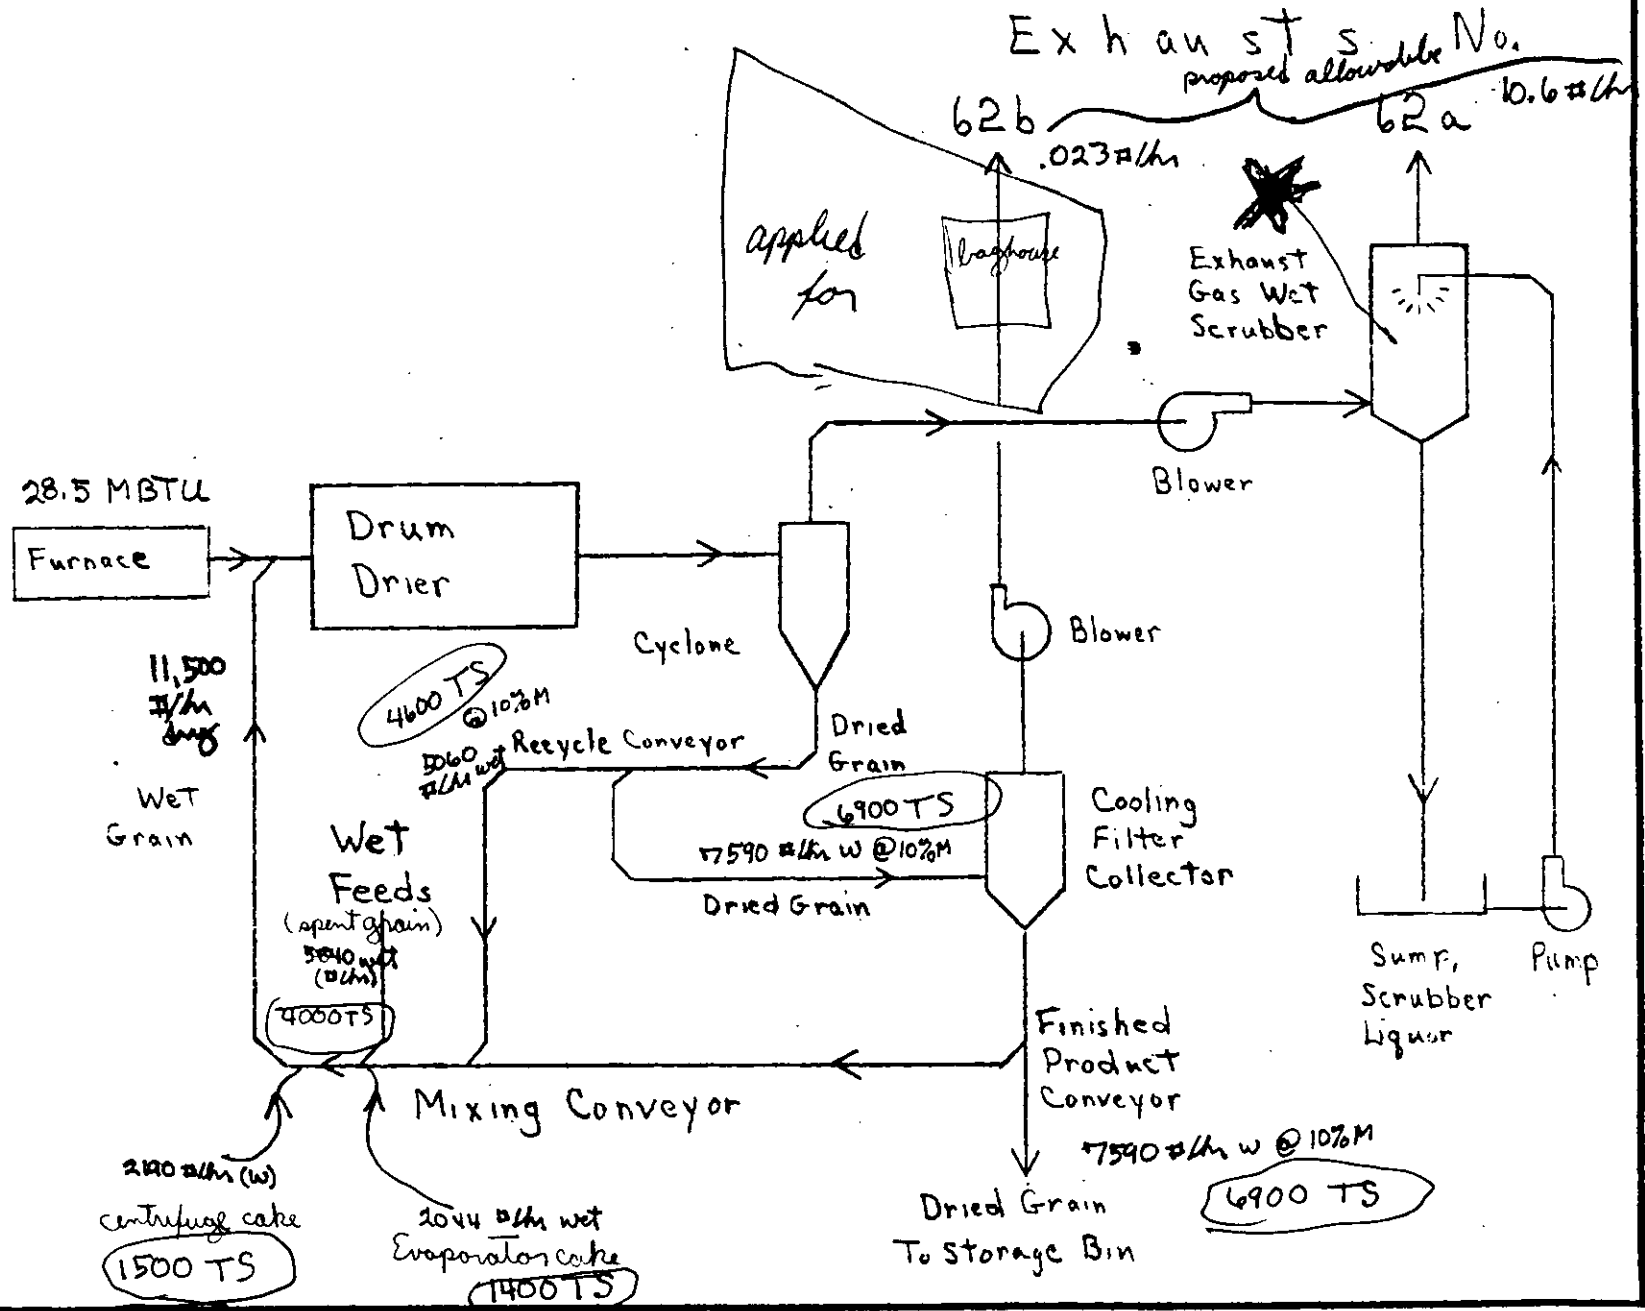 Exhausts No.
proposed allowable
10.6 #/hr
62b
62a
.023 #/hr
applied
for
baghouse
Exhaust
Gas Wet
Scrubber
Blower
28.5 MBTU
Furnace
Drum
Drier
Cyclone
Blower
11,500
#/hr
4600 TS
@ 10% M
5060
#/hr wet
Recycle Conveyor
Dried
Grain
Wet
Grain
6900 TS
7590 #/hr W @10%M
Dried Grain
Cooling
Filter
Collector
Wet
Feeds
(spent grain)
5840 wet
(#/hr)
4000 TS
Sump,
Scrubber
Liquor
Pump
Finished
Product
Conveyor
Mixing Conveyor
7590 #/hr W @ 10%M
6900 TS
Dried Grain
To Storage Bin
2190 #/hr (W)
centrifuge cake
1500 TS
2044 #/hr wet
Evaporator cake
1400 TS